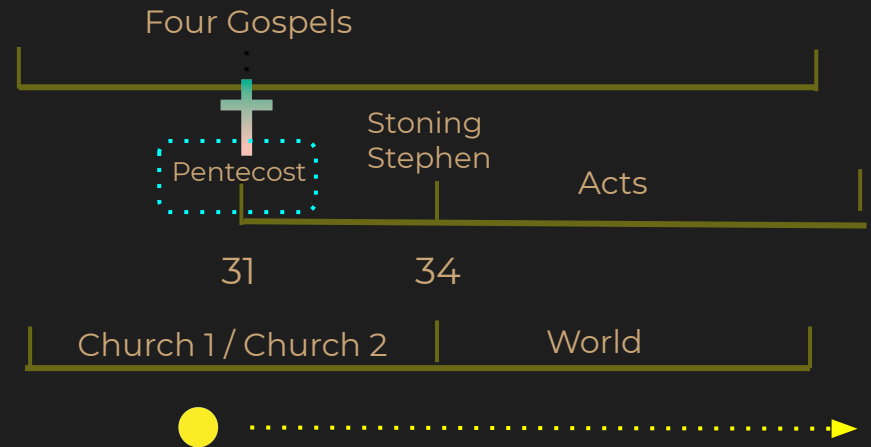 Four Gospels
Stoning
Stephen
Pentecost
Acts
31
34
Church 1 / Church 2
World